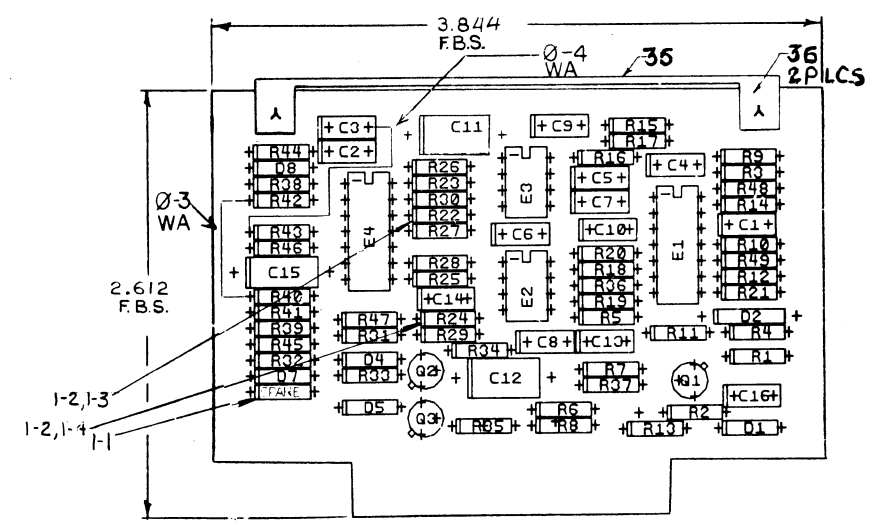 3.844
F.B.S.
Ø-4
WA
35
36
2 PLCS
C3
C2
C11
C9
R15
R17
R44
D8
R38
R42
R26
R23
R30
R22
R27
E4
E3
R16
C5
C7
C4
R9
R3
R48
R14
C1
Ø-3
WA
R43
R46
C15
C6
C10
E1
R10
R49
R12
R21
R28
R25
C14
E2
R20
R18
R36
R19
R5
2.612
F.B.S.
R40
R41
R39
R45
R32
D7
SPARE
R47
R31
R24
R29
D2
R11
R4
R34
C8
C13
R1
D4
R33
Q2
C12
R7
R37
Q1
C16
1-2,1-3
D5
Q3
R6
R8
R2
1-2,1-4
1-1
R35
R13
D1